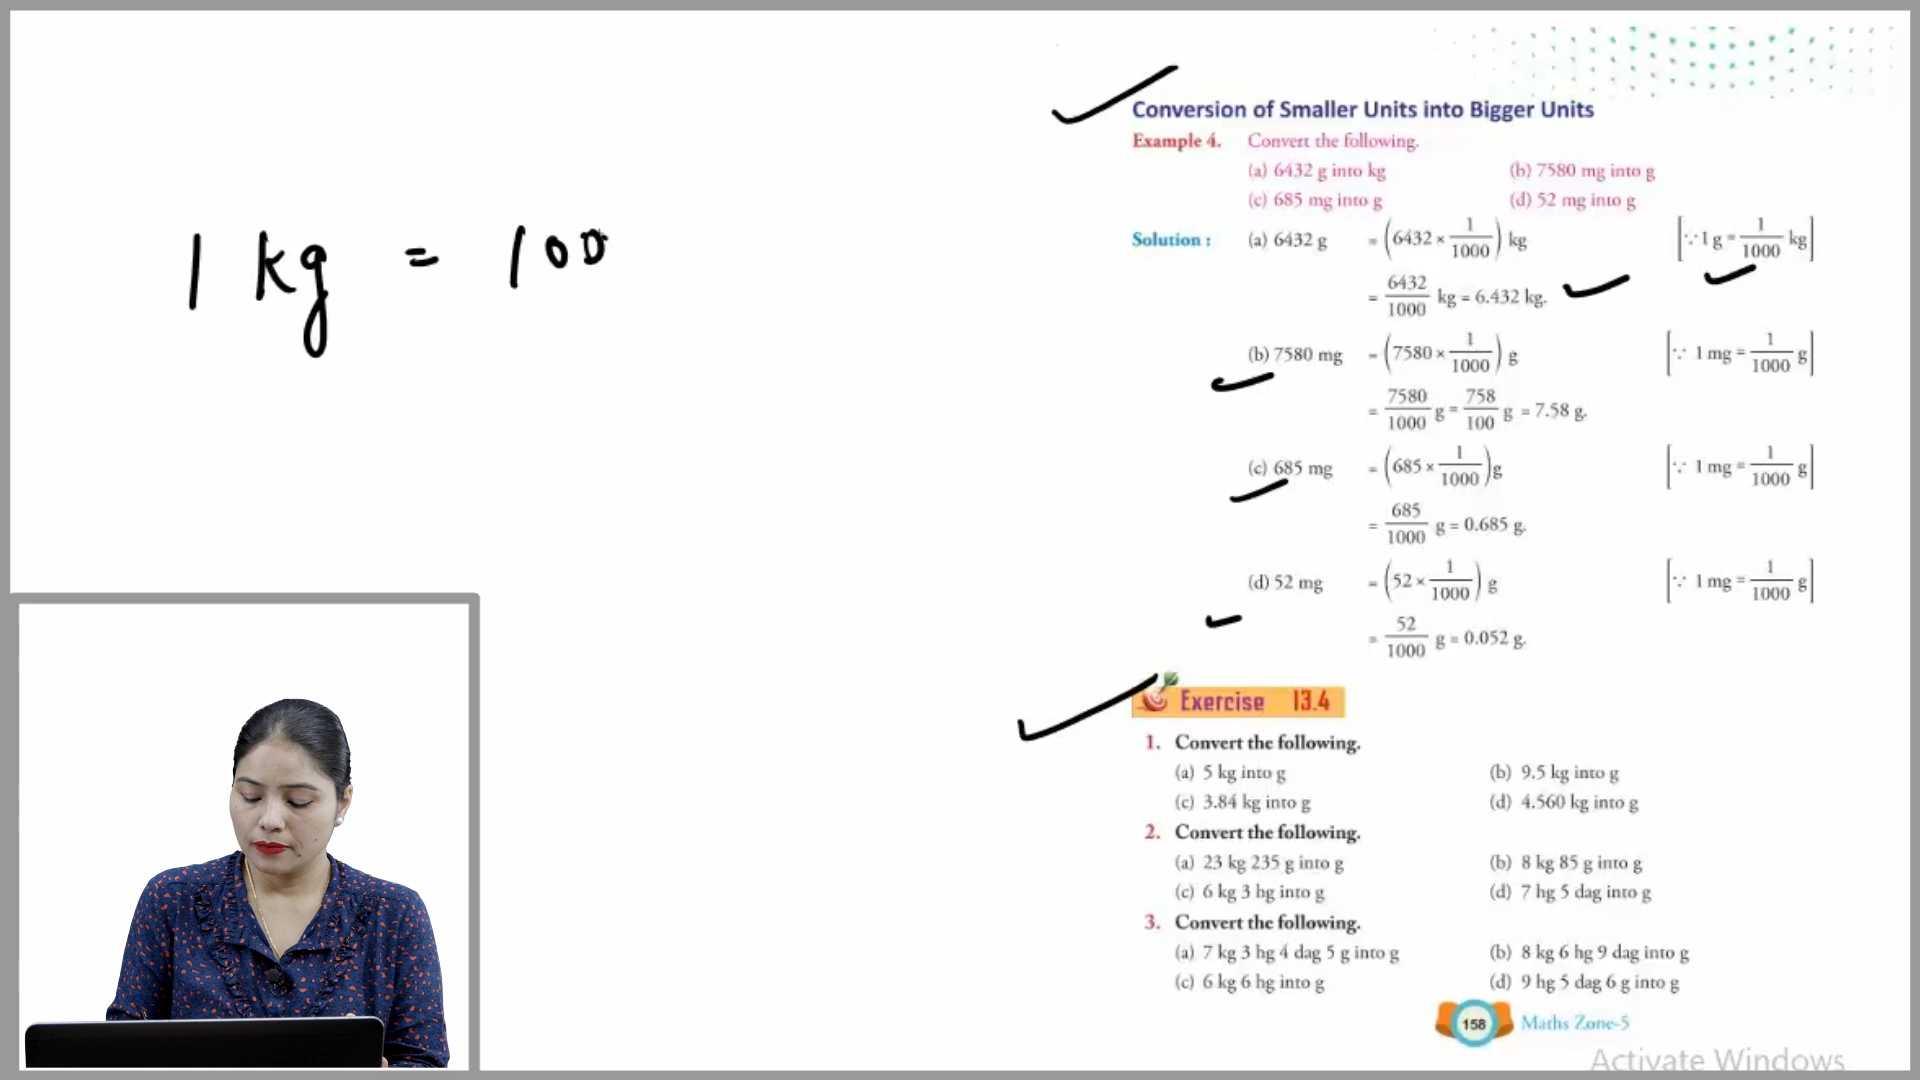 1 kg = 100
Conversion of Smaller Units into Bigger Units
Example 4. Convert the following.
(a) 6432 g into kg (b) 7580 mg into g
(c) 685 mg into g (d) 52 mg into g
Solution : (a) 6432 g = (6432 × 1/1000) kg [∵ 1 g = 1/1000 kg]
= 6432/1000 kg = 6.432 kg.
(b) 7580 mg = (7580 × 1/1000) g [∵ 1 mg = 1/1000 g]
= 7580/1000 g = 758/100 g = 7.58 g.
(c) 685 mg = (685 × 1/1000) g [∵ 1 mg = 1/1000 g]
= 685/1000 g = 0.685 g.
(d) 52 mg = (52 × 1/1000) g [∵ 1 mg = 1/1000 g]
= 52/1000 g = 0.052 g.
Exercise 13.4
1. Convert the following.
(a) 5 kg into g (b) 9.5 kg into g
(c) 3.84 kg into g (d) 4.560 kg into g
2. Convert the following.
(a) 23 kg 235 g into g (b) 8 kg 85 g into g
(c) 6 kg 3 hg into g (d) 7 hg 5 dag into g
3. Convert the following.
(a) 7 kg 3 hg 4 dag 5 g into g (b) 8 kg 6 hg 9 dag into g
(c) 6 kg 6 hg into g (d) 9 hg 5 dag 6 g into g
158 Maths Zone-5
Activate Windows